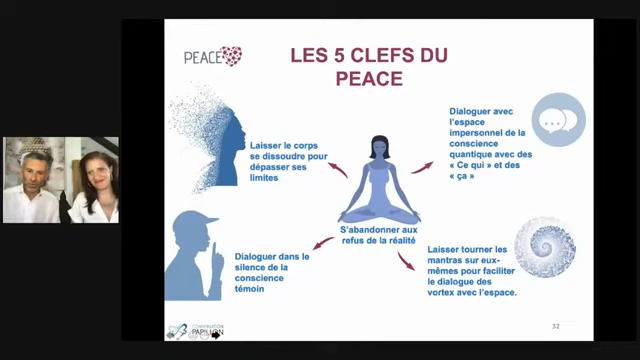 PEACE
LES 5 CLEFS DU
PEACE
Laisser le corps
se dissoudre pour
dépasser ses
limites
Dialoguer avec
l'espace
impersonnel de la
conscience
quantique avec des
« Ce qui » et des
« ça »
S'abandonner aux
refus de la réalité
Dialoguer dans le
silence de la
conscience
témoin
Laisser tourner les
mantras sur eux-
mêmes pour faciliter
le dialogue des
vortex avec l'espace.
PAPILLON
32